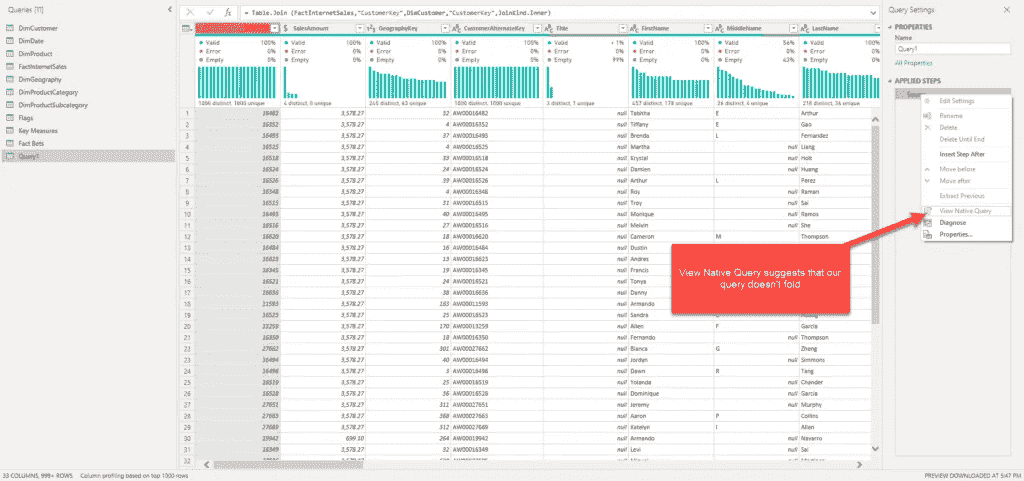 Queries [11]
DimCustomer
DimDate
DimProduct
FactInternetSales
DimGeography
DimProductCategory
DimProductSubcategory
Flags
Key Measures
Fact Bets
Query1
= Table.Join (FactInternetSales,"CustomerKey",DimCustomer,"CustomerKey",JoinKind.Inner)
SalesAmount GeographyKey CustomerAlternateKey Title FirstName MiddleName LastName
Valid 100% Valid 100% Valid 100% Valid 100% Valid < 1% Valid 100% Valid 56% Valid 100%
Error 0% Error 0% Error 0% Error 0% Error 0% Error 0% Error 0% Error 0%
Empty 0% Empty 0% Empty 0% Empty 0% Empty 99% Empty 0% Empty 43% Empty 0%
1000 distinct, 1000 unique 4 distinct, 0 unique 245 distinct, 63 unique 1000 distinct, 1000 unique 3 distinct, 1 unique 457 distinct, 178 unique 36 distinct, 4 unique 219 distinct, 36 unique
1 16482 3,578.27 52 AW00016482 null Tabitha E Arthur
2 16352 3,578.27 4 AW00016352 null Tiffany E Gao
3 16495 3,578.27 37 AW00016493 null Brenda L Fernandez
4 16525 3,578.27 4 AW00016525 null Martha null Liang
5 16518 3,578.27 33 AW00016518 null Krystal null Holt
6 16524 3,578.27 24 AW00016524 null Damien null Huang
7 16526 3,578.27 39 AW00016526 null Arthur L Perez
8 16348 3,578.27 4 AW00016348 null Roy null Raman
9 16515 3,578.27 31 AW00016515 null Troy null Sai
10 16495 3,578.27 40 AW00016495 null Monique null Ramos
11 16516 3,578.27 27 AW00016516 null Melvin null She
12 16620 3,578.27 18 AW00016620 null Cameron M Thompson
13 16484 3,578.27 16 AW00016484 null Dustin
14 16623 3,578.27 13 AW00016623 null Andres
15 16345 3,578.27 19 AW00016345 null Francis
16 16521 3,578.27 24 AW00016521 null Tonya
17 16636 3,578.27 38 AW00016636 null Danny
18 11593 3,578.27 163 AW00011593 null Armando
19 16523 3,578.27 25 AW00016523 null Sandra
20 13259 3,578.27 170 AW00013259 null Allen F Garcia
21 16350 3,578.27 18 AW00016350 null Fernando null Thompson
22 27662 3,578.27 301 AW00027662 null Bianca G Zheng
23 16494 3,578.27 40 AW00016494 null Jordyn null Simmons
24 16496 3,578.27 3 AW00016496 null Dawn R Tang
25 16519 3,578.27 25 AW00016519 null Yolanda null Chander
26 16528 3,578.27 36 AW00016528 null Dominique null Garcia
27 27651 3,578.27 311 AW00027651 null Jeremy null Murphy
28 27663 3,578.27 368 AW00027663 null Aaron P Collins
29 27689 3,578.27 312 AW00027689 null Katelyn I Allen
30 19942 699.10 264 AW00019942 null Armando null Navarro
31 16349 3,578.27 32 AW00016349 null Levi null Sai
32
View Native Query suggests that our
query doesn't fold
Query Settings
PROPERTIES
Name
Query1
All Properties
APPLIED STEPS
Edit Settings
Rename
Delete
Delete Until End
Insert Step After
Move before
Move after
Extract Previous
View Native Query
Diagnose
Properties...
33 COLUMNS, 999+ ROWS Column profiling based on top 1000 rows
PREVIEW DOWNLOADED AT 5:47 PM